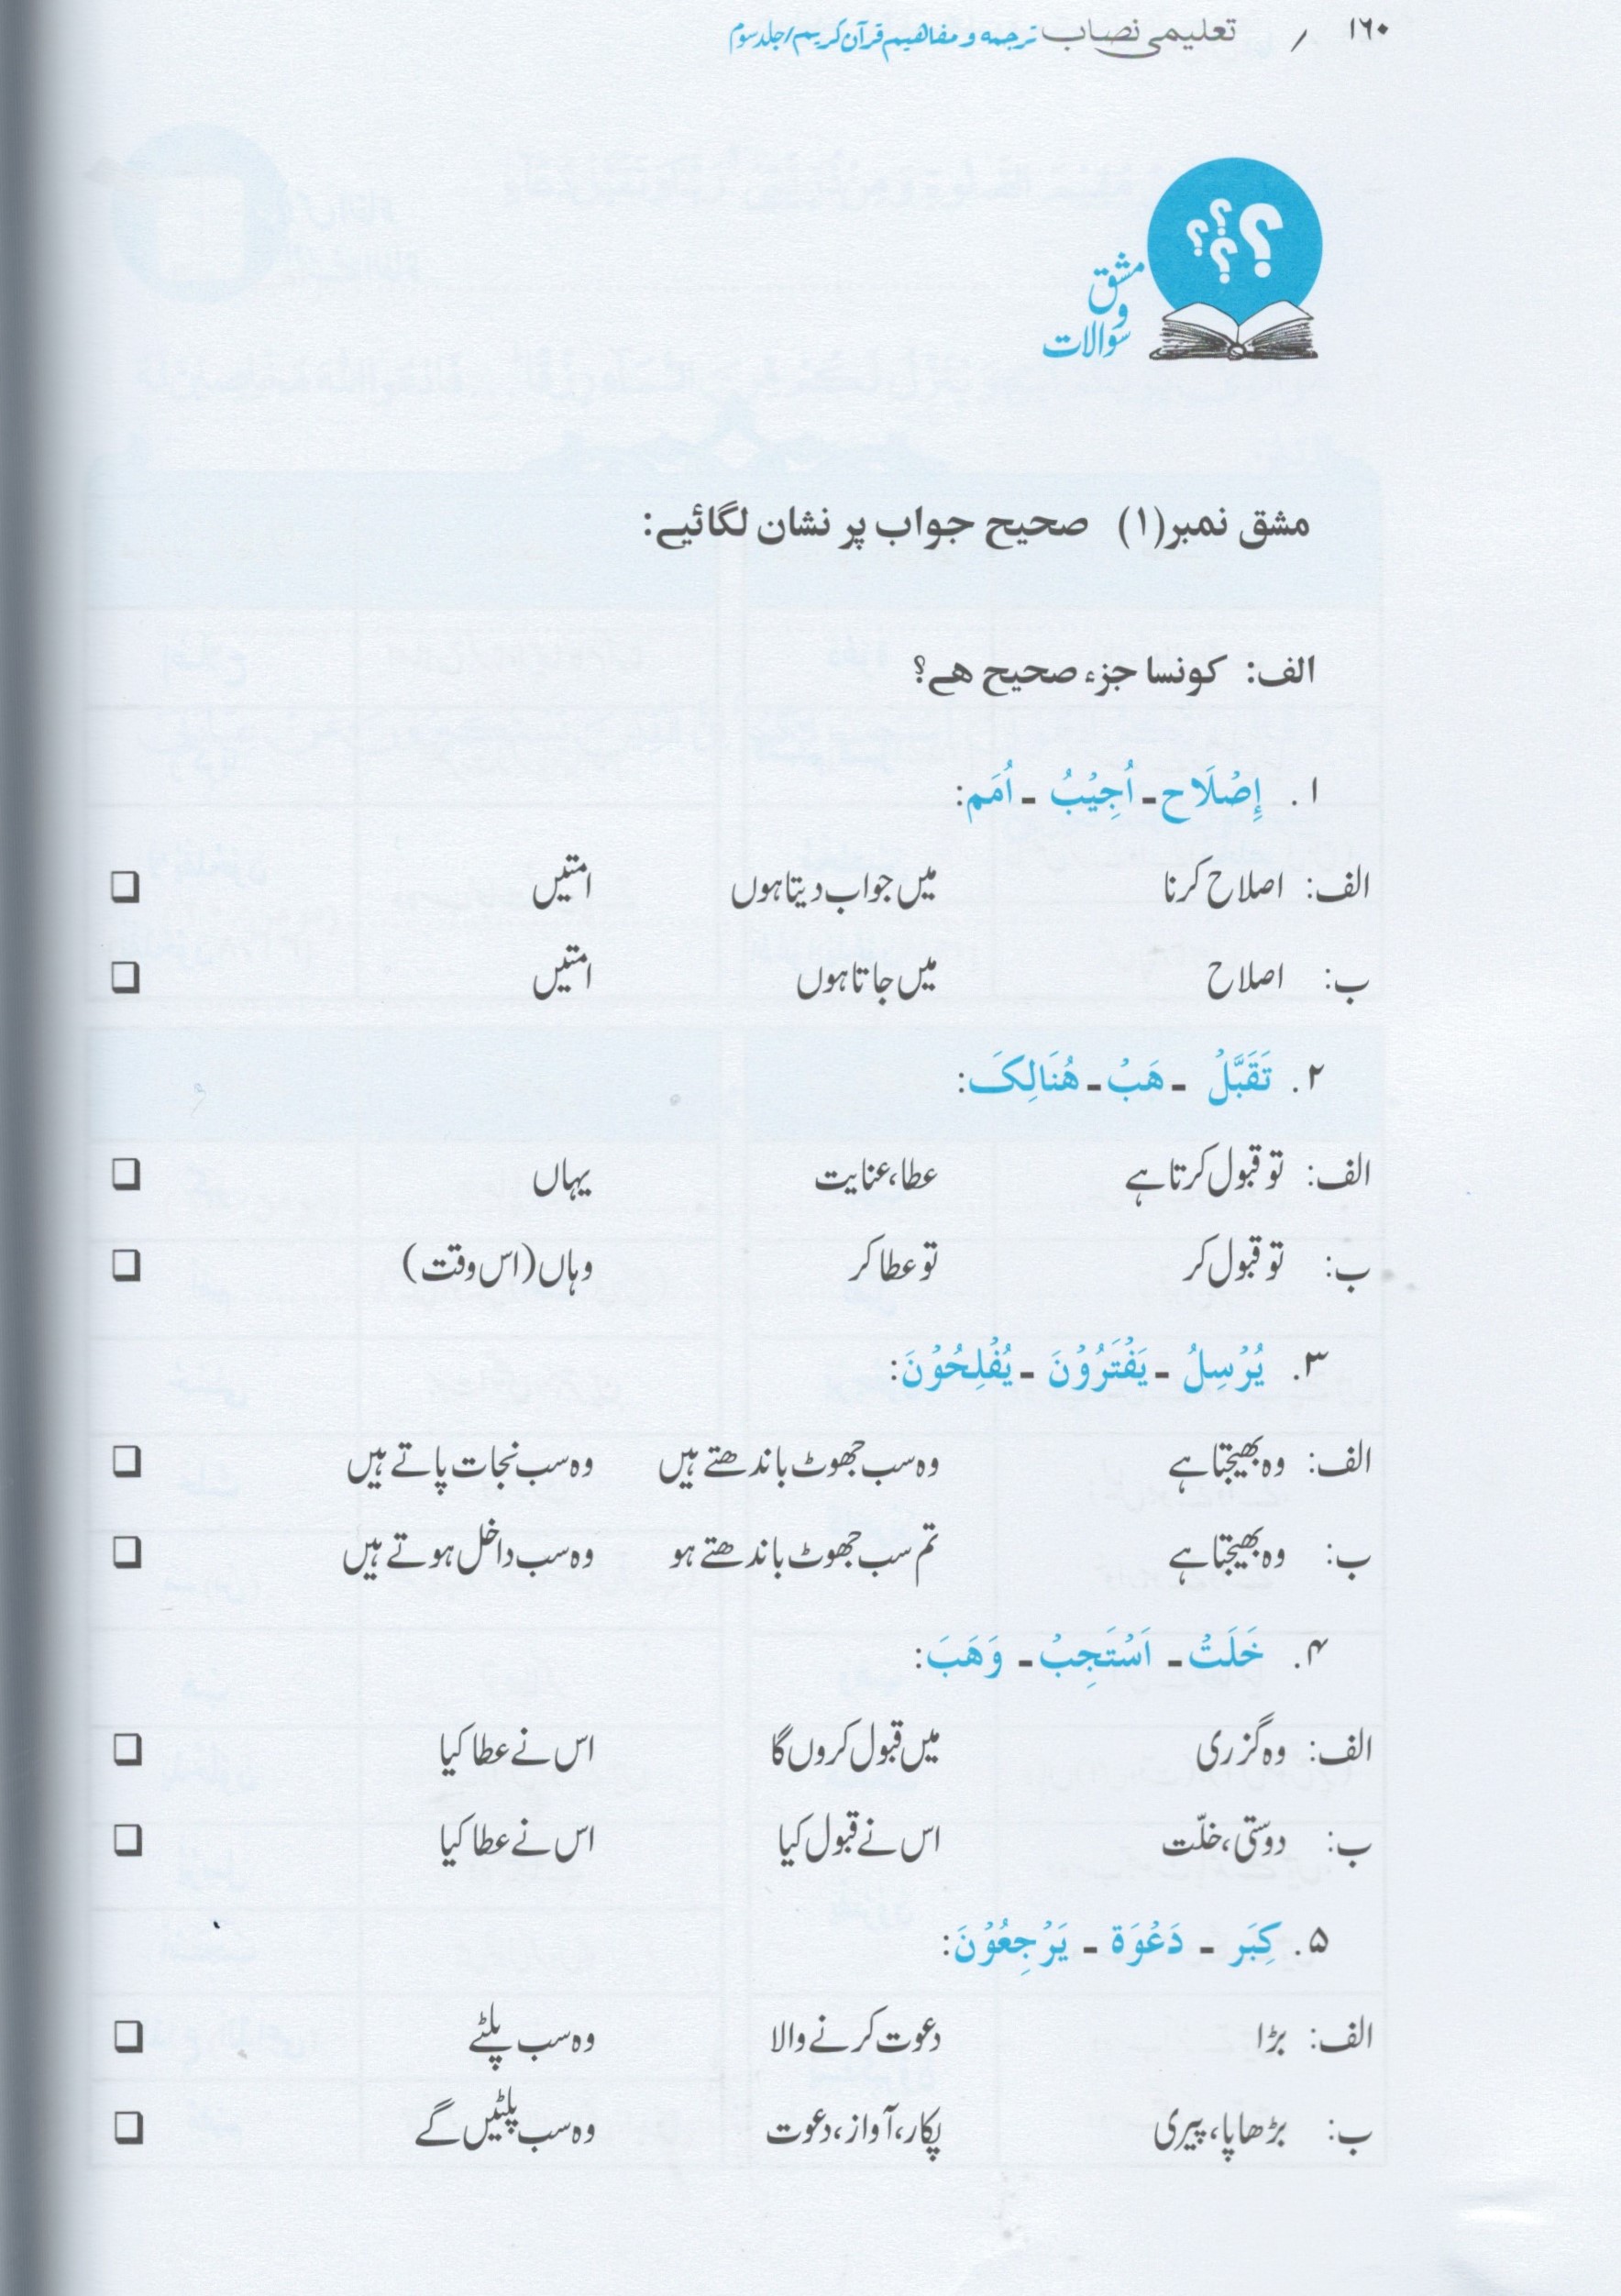 ۱۶۰ / تعلیمی نصاب ترجمه و مفاهیم قرآن کریم/جلد سوم
؟ ؟ ؟ ؟
مشق
و
سوالات
مشق نمبر(۱) صحیح جواب پر نشان لگائیے:
الف: کونسا جزء صحیح ھے؟
۱. إِصْلَاح ـ اُجِیْبُ ـ اُمَم:
الف: اصلاح کرنا میں جواب دیتا ہوں امتیں ❑
ب: اصلاح میں جاتا ہوں امتیں ❑
۲. تَقَبَّلْ ـ هَبْ ـ هُنَالِکَ:
الف: تو قبول کرتا ہے عطا، عنایت یہاں ❑
ب: تو قبول کر تو عطا کر وہاں (اس وقت) ❑
۳. یُرْسِلُ ـ یَفْتَرُوْنَ ـ یُفْلِحُوْنَ:
الف: وہ بھیجتا ہے وہ سب جھوٹ باندھتے ہیں وہ سب نجات پاتے ہیں ❑
ب: وہ بھیجتا ہے تم سب جھوٹ باندھتے ہو وہ سب داخل ہوتے ہیں ❑
۴. خَلَتْ ـ اَسْتَجِبْ ـ وَهَبَ:
الف: وہ گزری میں قبول کروں گا اس نے عطا کیا ❑
ب: دوستی، خلّت اس نے قبول کیا اس نے عطا کیا ❑
۵. کِبَر ـ دَعْوَة ـ یَرْجِعُوْنَ:
الف: بڑا دعوت کرنے والا وہ سب پلٹے ❑
ب: بڑھاپا، پیری پکار، آواز، دعوت وہ سب پلٹیں گے ❑